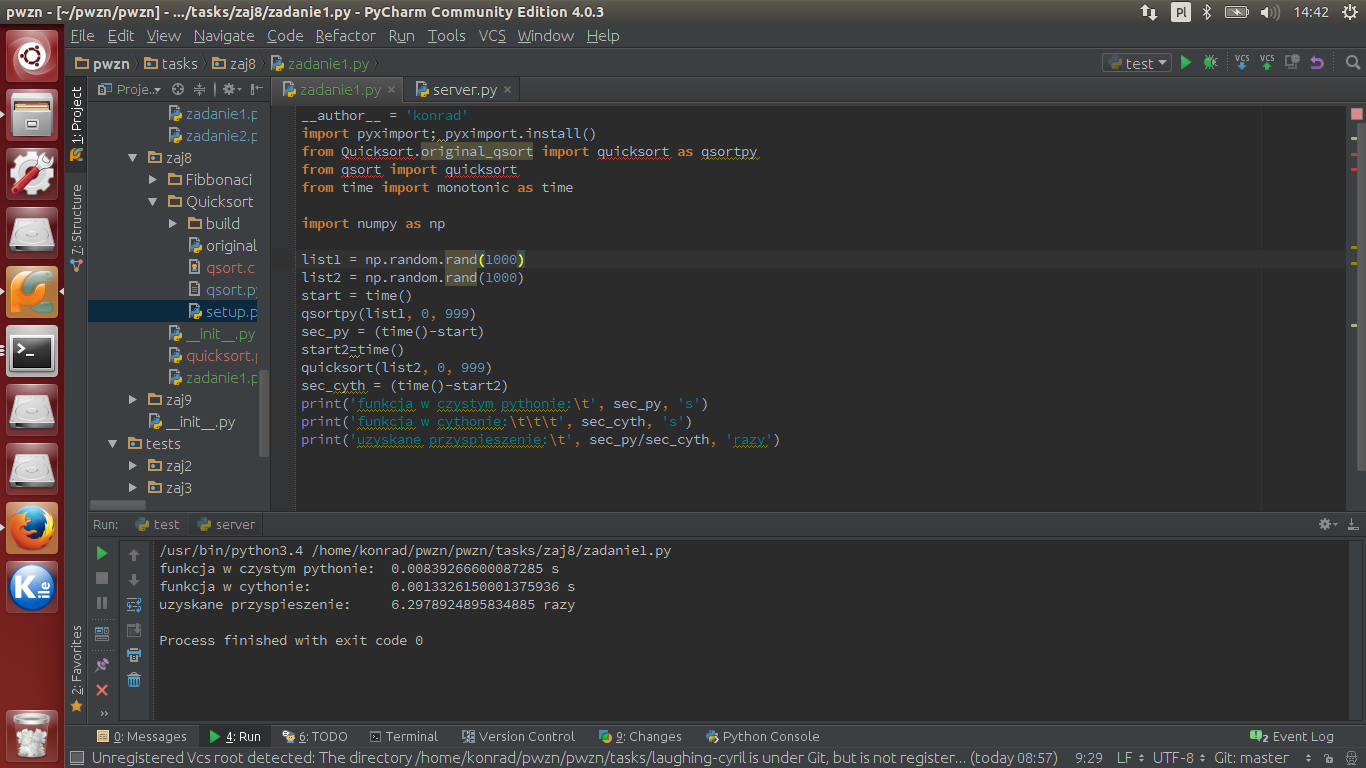 pwzn - [~/pwzn/pwzn] - .../tasks/zaj8/zadanie1.py - PyCharm Community Edition 4.0.3
Pl
14:42
File Edit View Navigate Code Refactor Run Tools VCS Window Help
pwzn tasks zaj8 zadanie1.py
test
VCS VCS
1: Project
7: Structure
2: Favorites
Proje..
zadanie1.p
zadanie2.p
zaj8
Fibbonaci
Quicksort
build
original
qsort.c
qsort.py
setup.p
__init__.py
quicksort.p
zadanie1.p
zaj9
__init__.py
tests
zaj2
zaj3
zadanie1.py
server.py
__author__ = 'konrad'
import pyximport; pyximport.install()
from Quicksort.original_qsort import quicksort as qsortpy
from qsort import quicksort
from time import monotonic as time
import numpy as np
list1 = np.random.rand(1000)
list2 = np.random.rand(1000)
start = time()
qsortpy(list1, 0, 999)
sec_py = (time()-start)
start2=time()
quicksort(list2, 0, 999)
sec_cyth = (time()-start2)
print('funkcja w czystym pythonie:\t', sec_py, 's')
print('funkcja w cythonie:\t\t\t', sec_cyth, 's')
print('uzyskane przyspieszenie:\t', sec_py/sec_cyth, 'razy')
Run: test server
/usr/bin/python3.4 /home/konrad/pwzn/pwzn/tasks/zaj8/zadanie1.py
funkcja w czystym pythonie: 0.00839266600087285 s
funkcja w cythonie: 0.0013326150001375936 s
uzyskane przyspieszenie: 6.2978924895834885 razy
Process finished with exit code 0
0: Messages 4: Run 6: TODO Terminal Version Control 9: Changes Python Console
2 Event Log
Unregistered Vcs root detected: The directory /home/konrad/pwzn/pwzn/tasks/laughing-cyril is under Git, but is not register... (today 08:57)
9:29 LF UTF-8 Git: master